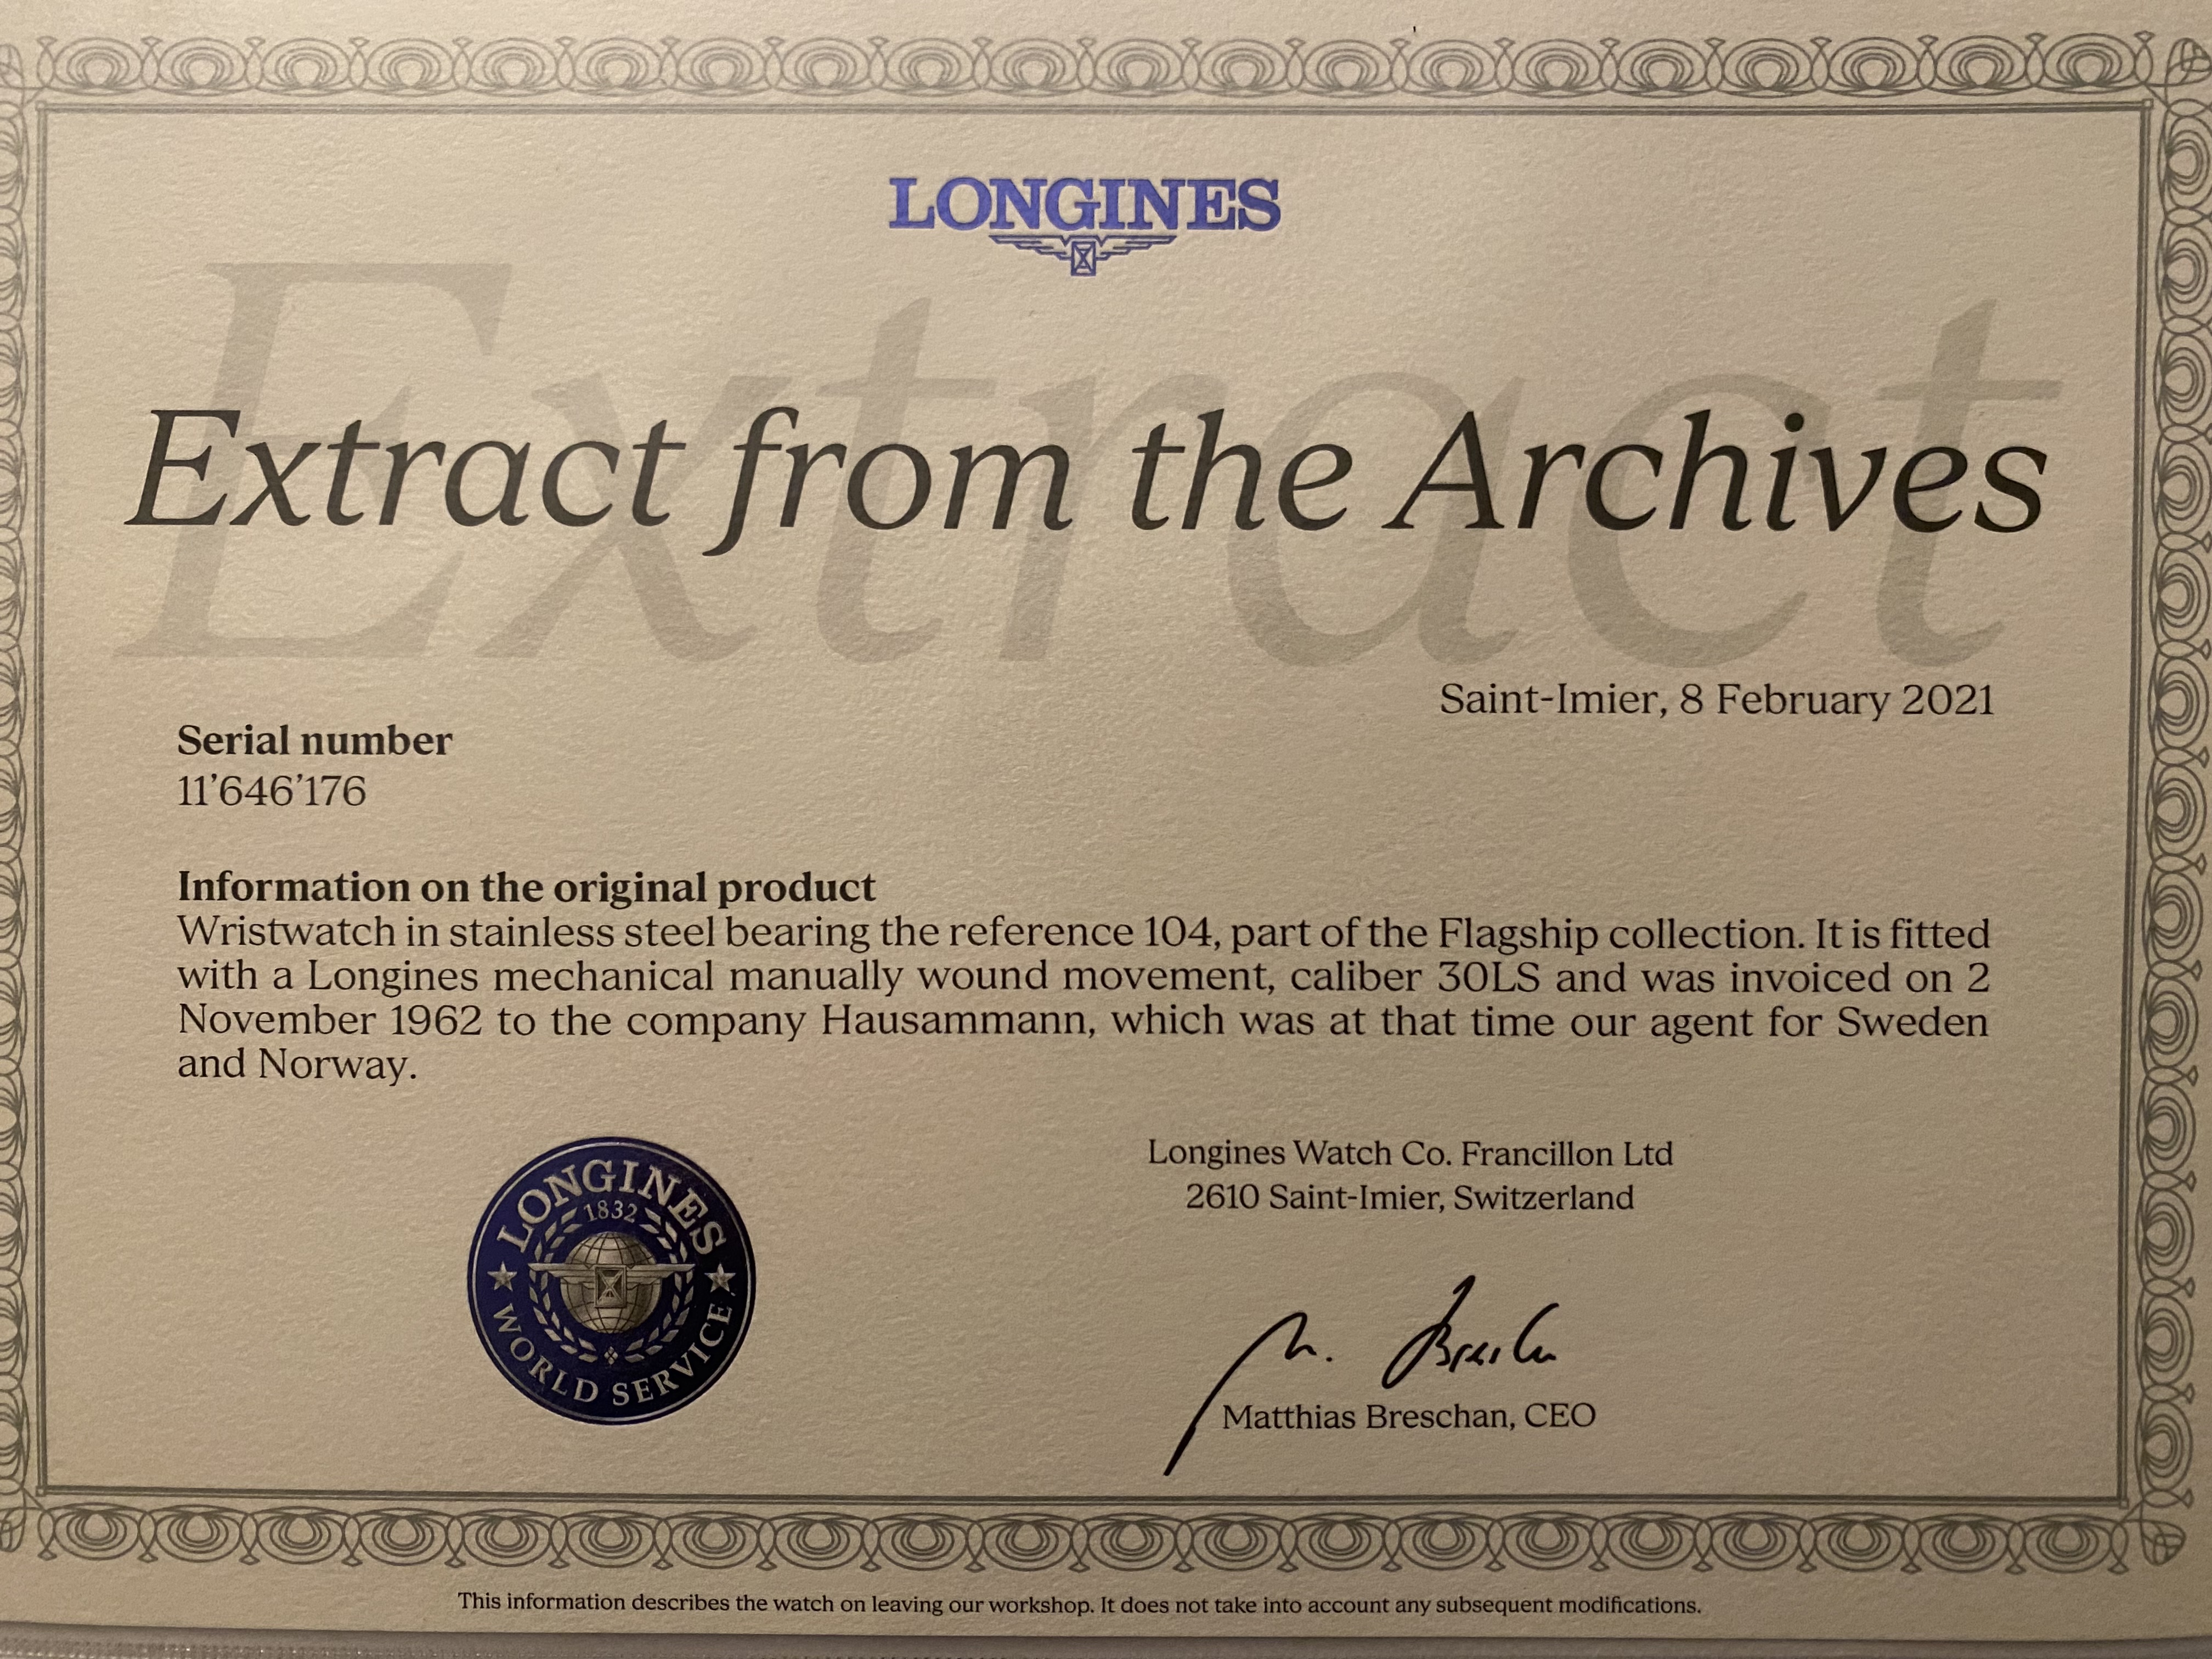 LONGINES
Extract
Extract from the Archives
Saint-Imier, 8 February 2021
Serial number
11’646’176
Information on the original product
Wristwatch in stainless steel bearing the reference 104, part of the Flagship collection. It is fitted
with a Longines mechanical manually wound movement, caliber 30LS and was invoiced on 2
November 1962 to the company Hausammann, which was at that time our agent for Sweden
and Norway.
LONGINES
1832
WORLD SERVICE
Longines Watch Co. Francillon Ltd
2610 Saint-Imier, Switzerland
Matthias Breschan, CEO
This information describes the watch on leaving our workshop. It does not take into account any subsequent modifications.